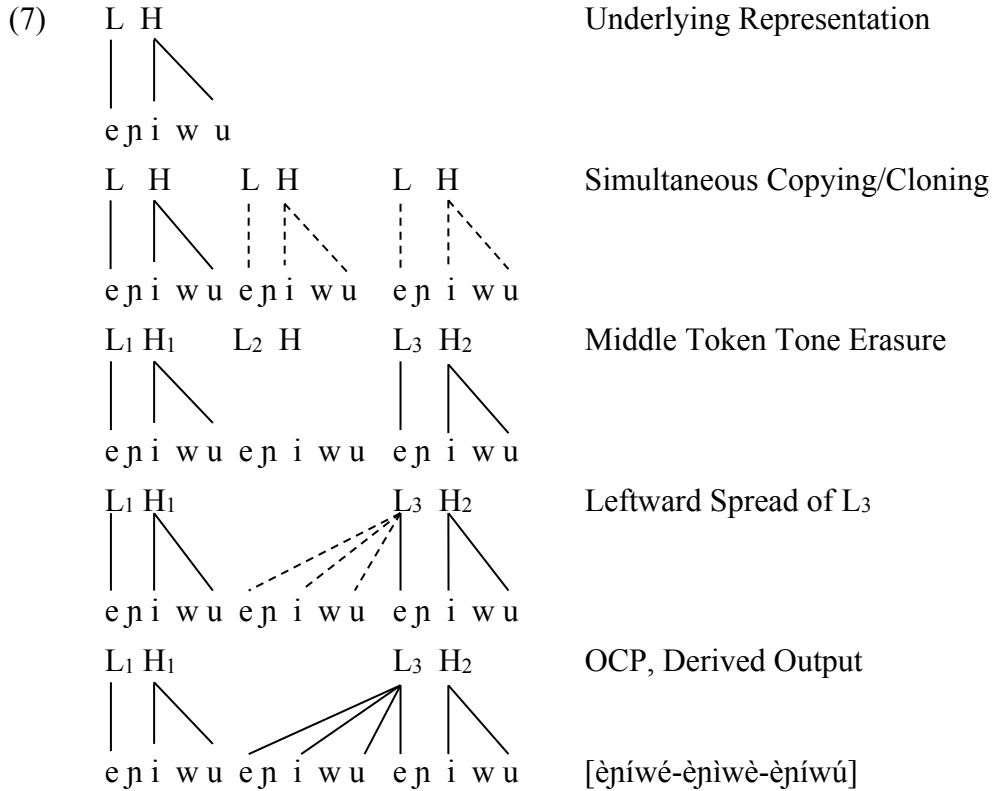 (7) L H Underlying Representation
e ɲ i w u
L H L H L H Simultaneous Copying/Cloning
e ɲ i w u e ɲ i w u e ɲ i w u
L₁ H₁ L₂ H L₃ H₂ Middle Token Tone Erasure
e ɲ i w u e ɲ i w u e ɲ i w u
L₁ H₁ L₃ H₂ Leftward Spread of L₃
e ɲ i w u e ɲ i w u e ɲ i w u
L₁ H₁ L₃ H₂ OCP, Derived Output
e ɲ i w u e ɲ i w u e ɲ i w u [èɲíwé-èɲìwè-èɲíwú]